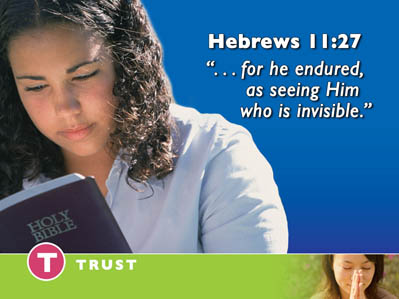 Hebrews 11:27
“. . . for he endured,
as seeing Him
who is invisible.”
HOLY
BIBLE
T TRUST